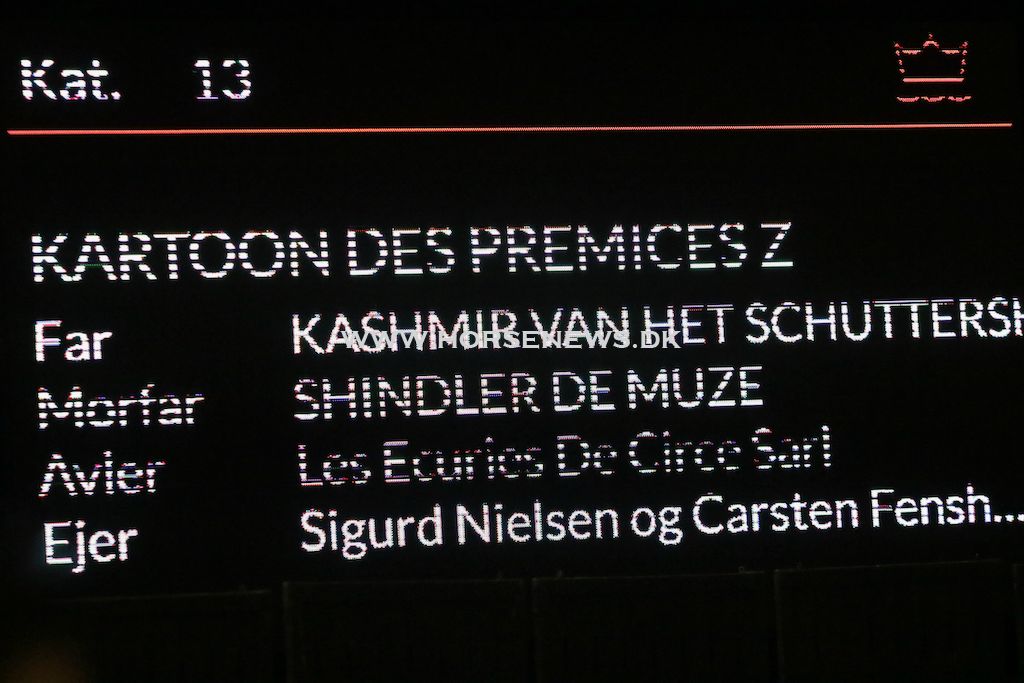 Kat. 13
KARTOON DES PREMICES Z
Far KASHMIR VAN HET SCHUTTERSH
WWW.HORSENEWS.DK
Morfar SHINDLER DE MUZE
Avler Les Ecuries De Circe Sarl
Ejer Sigurd Nielsen og Carsten Fensh...